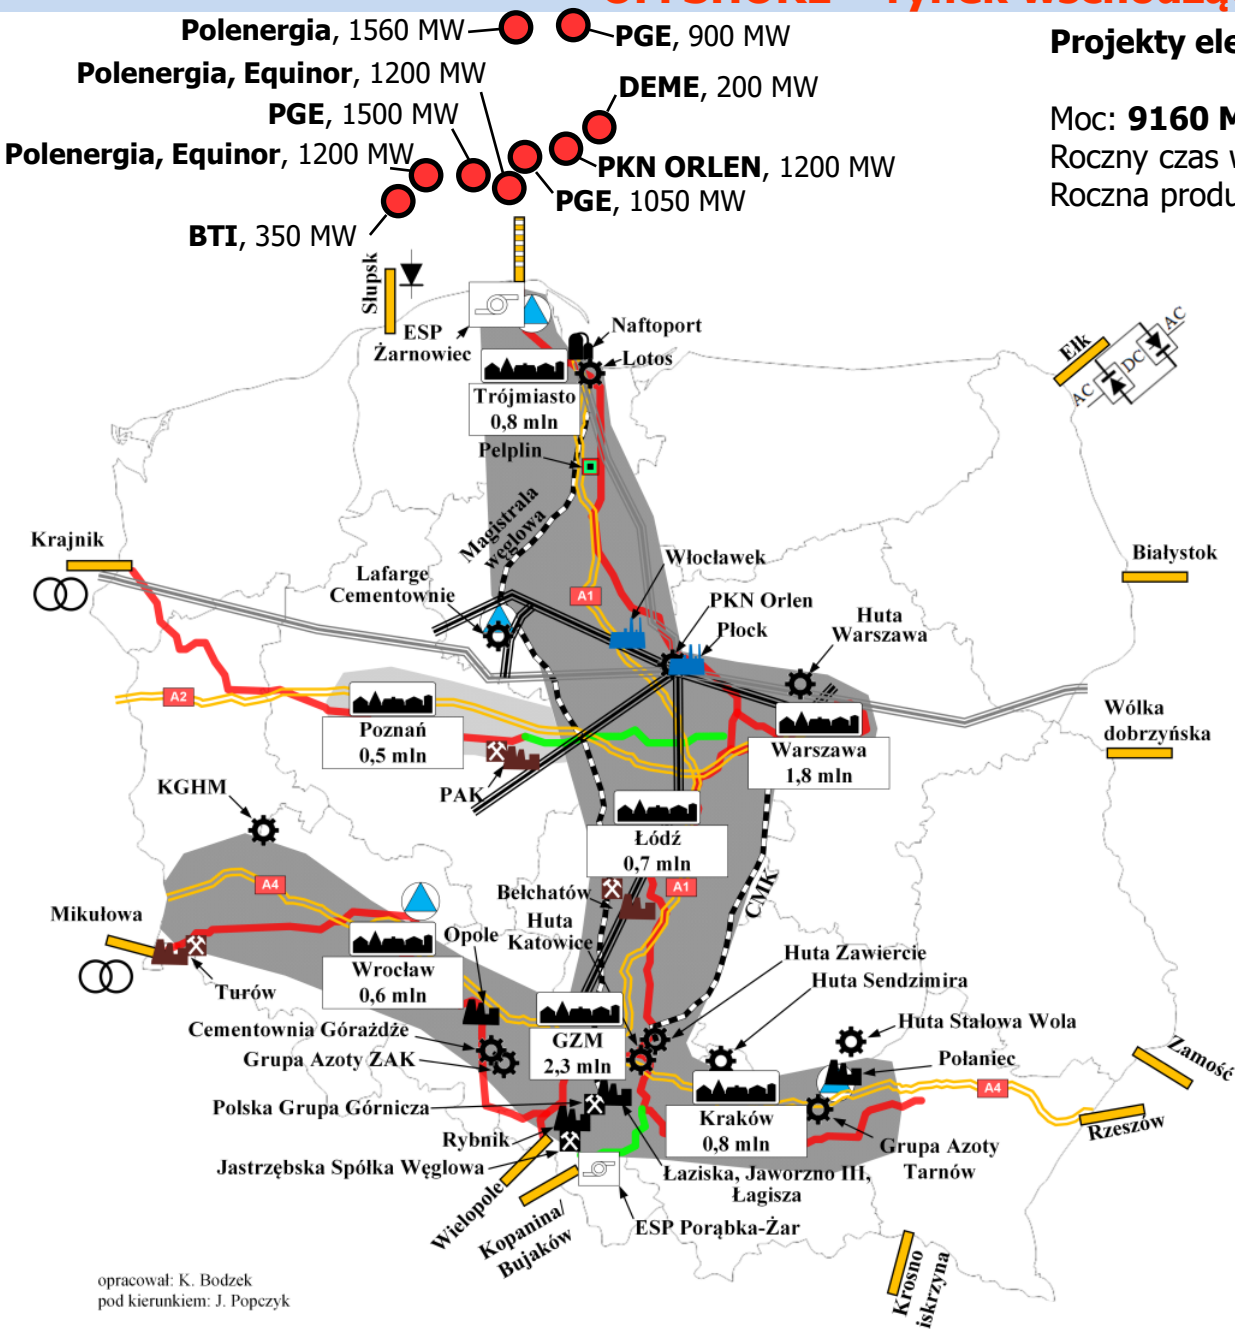 OFFSHORE – rynek wschodzą
Polenergia, 1560 MW
PGE, 900 MW
Projekty ele
Polenergia, Equinor, 1200 MW
DEME, 200 MW
PGE, 1500 MW
Moc: 9160 M
Polenergia, Equinor, 1200 MW
Roczny czas w
PKN ORLEN, 1200 MW
Roczna produ
PGE, 1050 MW
BTI, 350 MW
Słupsk
ESP
Żarnowiec
Naftoport
Lotos
Ełk
AC
DC
AC
Trójmiasto
0,8 mln
Pelplin
Magistrala
węglowa
Krajnik
Włocławek
Białystok
Lafarge
Cementownie
A1
PKN Orlen
Płock
Huta
Warszawa
A2
Poznań
0,5 mln
Wólka
dobrzyńska
Warszawa
1,8 mln
PAK
KGHM
Łódź
0,7 mln
A4
A1
CMK
Bełchatów
Mikułowa
Huta
Katowice
Opole
Huta Zawiercie
Wrocław
0,6 mln
Huta Sendzimira
Turów
Cementownia Górażdże
GZM
2,3 mln
Huta Stalowa Wola
Grupa Azoty ZAK
Połaniec
Zamość
A4
Polska Grupa Górnicza
Kraków
0,8 mln
Rzeszów
Rybnik
Grupa Azoty
Tarnów
Jastrzębska Spółka Węglowa
Łaziska, Jaworzno III,
Łagisza
Wielopole
Kopanina/
Bujaków
ESP Porąbka-Żar
Krosno
iskrzyna
opracował: K. Bodzek
pod kierunkiem: J. Popczyk